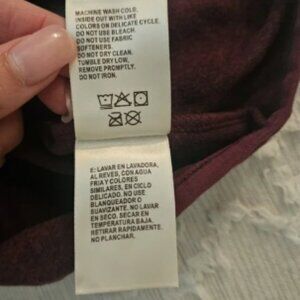 MACHINE WASH COLD,
INSIDE OUT WITH LIKE
COLORS ON DELICATE CYCLE.
DO NOT USE BLEACH.
DO NOT USE FABRIC
SOFTENERS.
DO NOT DRY CLEAN.
TUMBLE DRY LOW,
REMOVE PROMPTLY.
DO NOT IRON.
E: LAVAR EN LAVADORA,
AL REVES, CON AGUA
FRIA Y COLORES
SIMILARES, EN CICLO
DELICADO. NO USE
BLANQUEADOR O
SUAVIZANTE. NO LAVAR
EN SECO. SECAR EN
TEMPERATURA BAJA.
RETIRAR RAPIDAMENTE.
NO PLANCHAR.